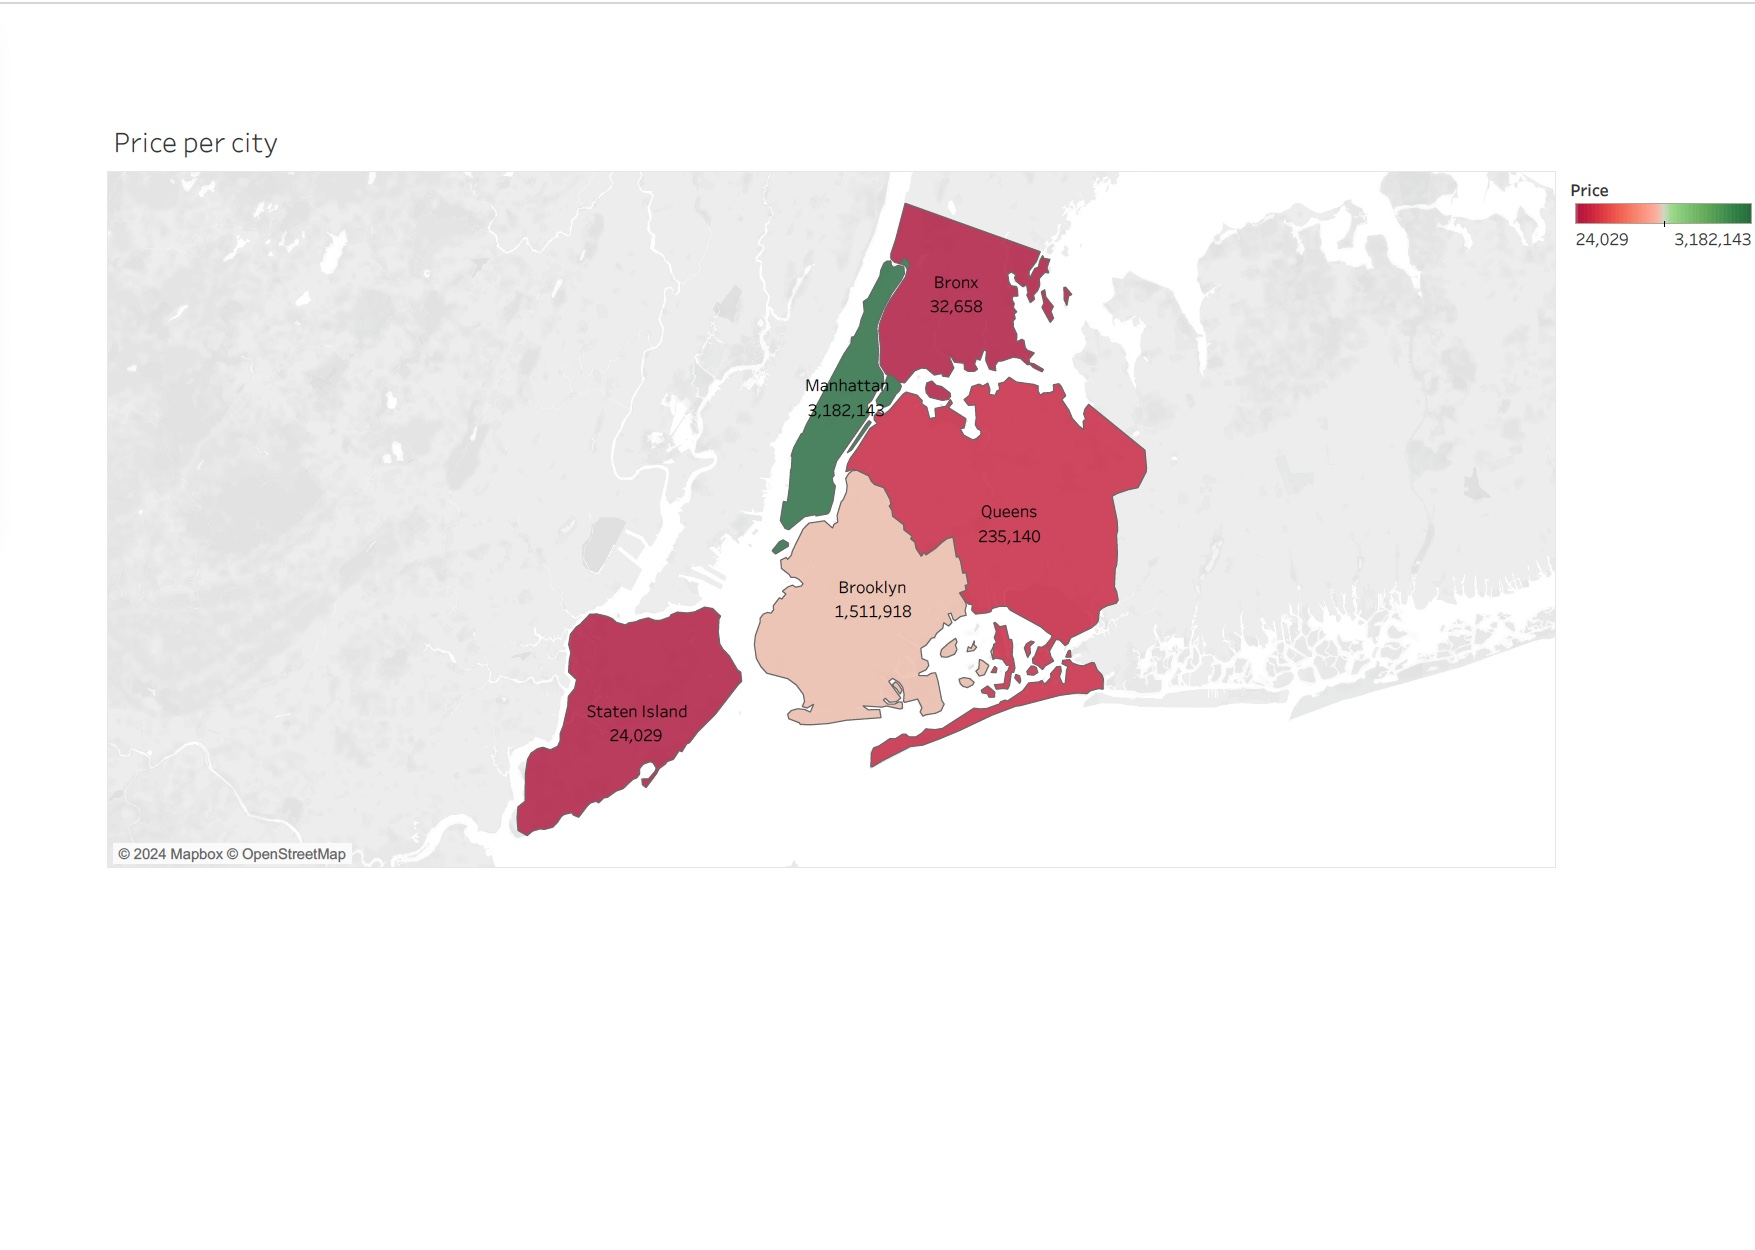 Price per city
Price
24,029 3,182,143
Bronx
32,658
Manhattan
3,182,143
Queens
235,140
Brooklyn
1,511,918
Staten Island
24,029
© 2024 Mapbox © OpenStreetMap